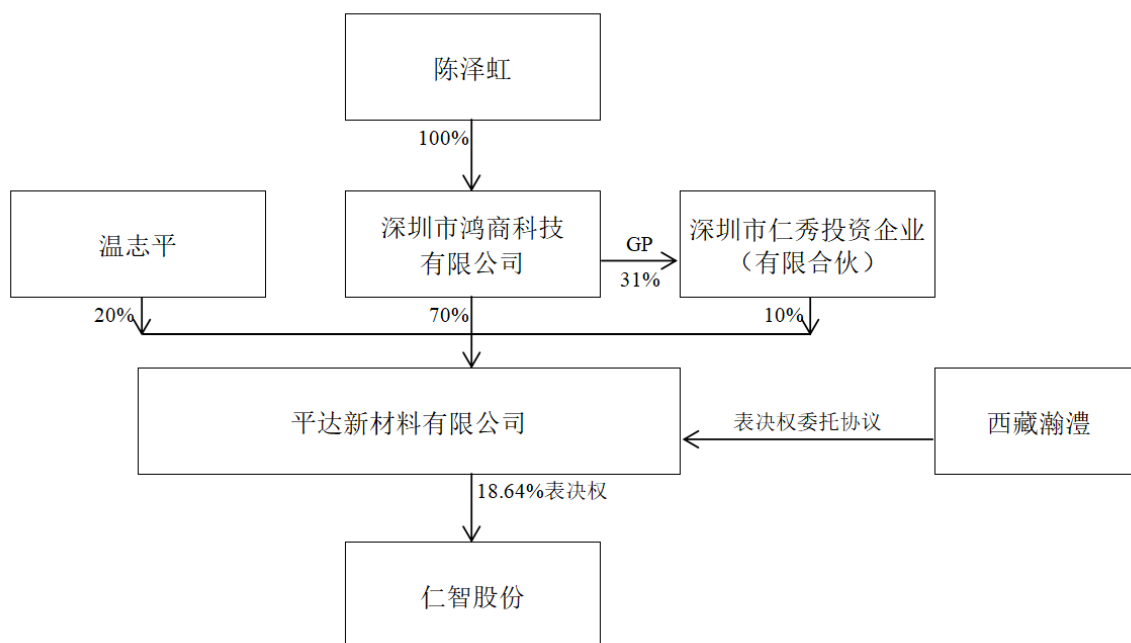 陈泽虹
100%
温志平
深圳市鸿商科技
有限公司
GP
31%
深圳市仁秀投资企业
（有限合伙）
20%
70%
10%
平达新材料有限公司
表决权委托协议
西藏瀚澧
18.64%表决权
仁智股份